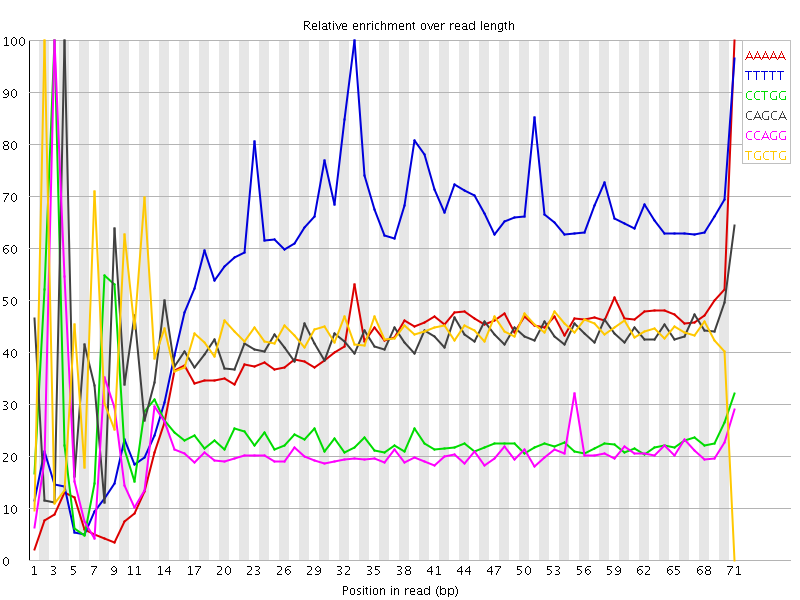 Relative enrichment over read length
100
90
80
70
60
50
40
30
20
10
0
AAAAA
TTTTT
CCTGG
CAGCA
CCAGG
TGCTG
1 3 5 7 9 11 14 17 20 23 26 29 32 35 38 41 44 47 50 53 56 59 62 65 68 71
Position in read (bp)